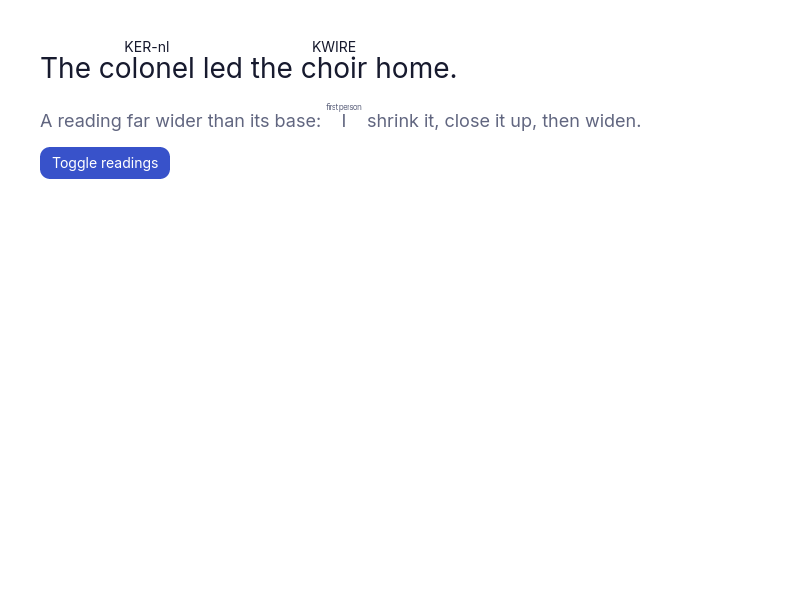 KER-nl KWIRE
The colonel led the choir home.
first person
A reading far wider than its base: I shrink it, close it up, then widen.
Toggle readings